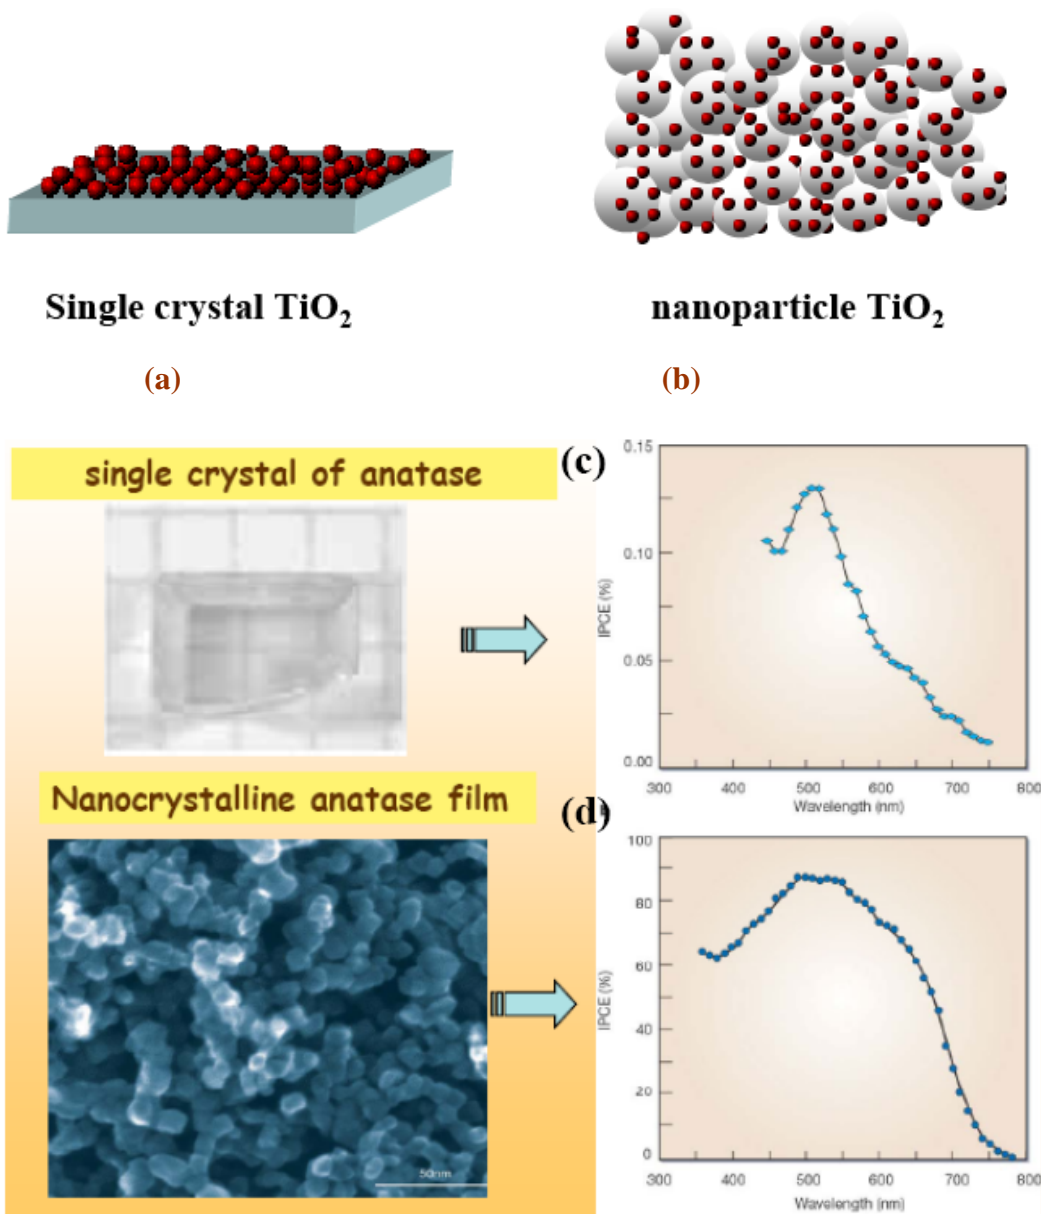 Single crystal TiO₂
nanoparticle TiO₂
(a)
(b)
single crystal of anatase
(c)
0.15
0.10
0.05
0.00
IPCE (%)
300 400 500 600 700 800
Wavelength (nm)
Nanocrystalline anatase film
(d)
100
80
60
40
20
0
IPCE (%)
300 400 500 600 700 800
Wavelength (nm)
50nm